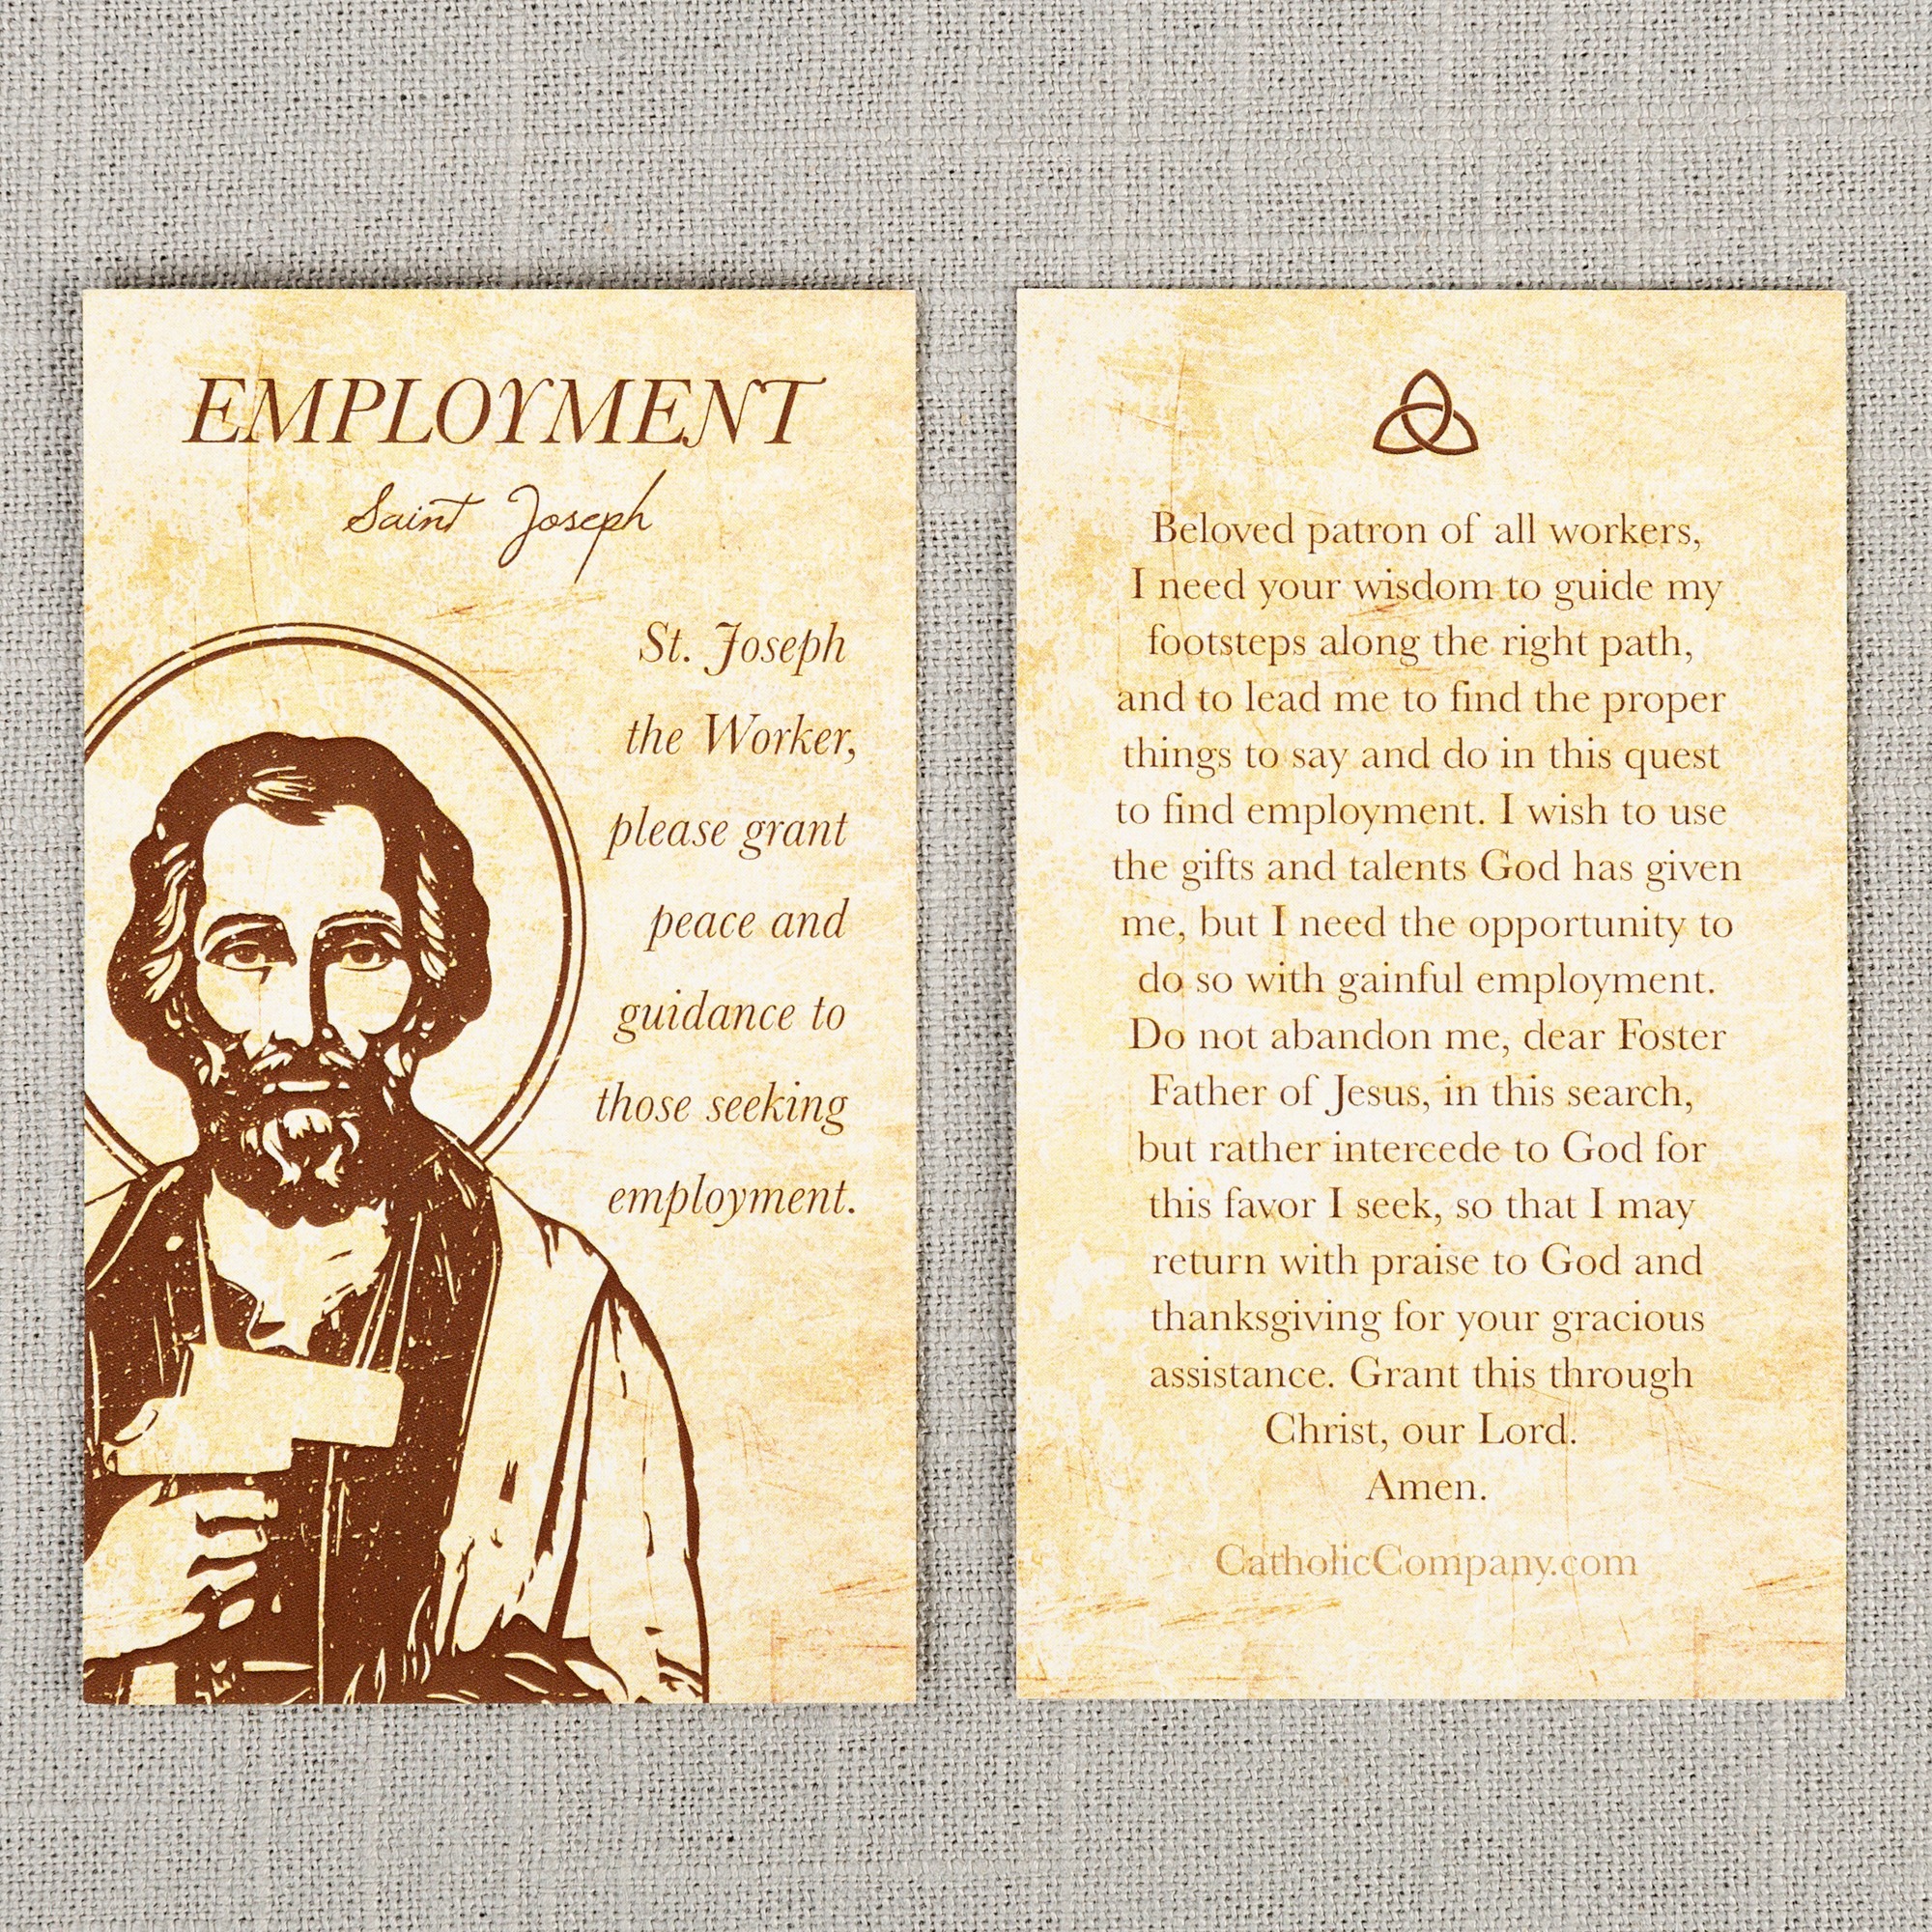 EMPLOYMENT
Saint Joseph
St. Joseph
the Worker,
please grant
peace and
guidance to
those seeking
employment.
Beloved patron of all workers,
I need your wisdom to guide my
footsteps along the right path,
and to lead me to find the proper
things to say and do in this quest
to find employment. I wish to use
the gifts and talents God has given
me, but I need the opportunity to
do so with gainful employment.
Do not abandon me, dear Foster
Father of Jesus, in this search,
but rather intercede to God for
this favor I seek, so that I may
return with praise to God and
thanksgiving for your gracious
assistance. Grant this through
Christ, our Lord.
Amen.
CatholicCompany.com